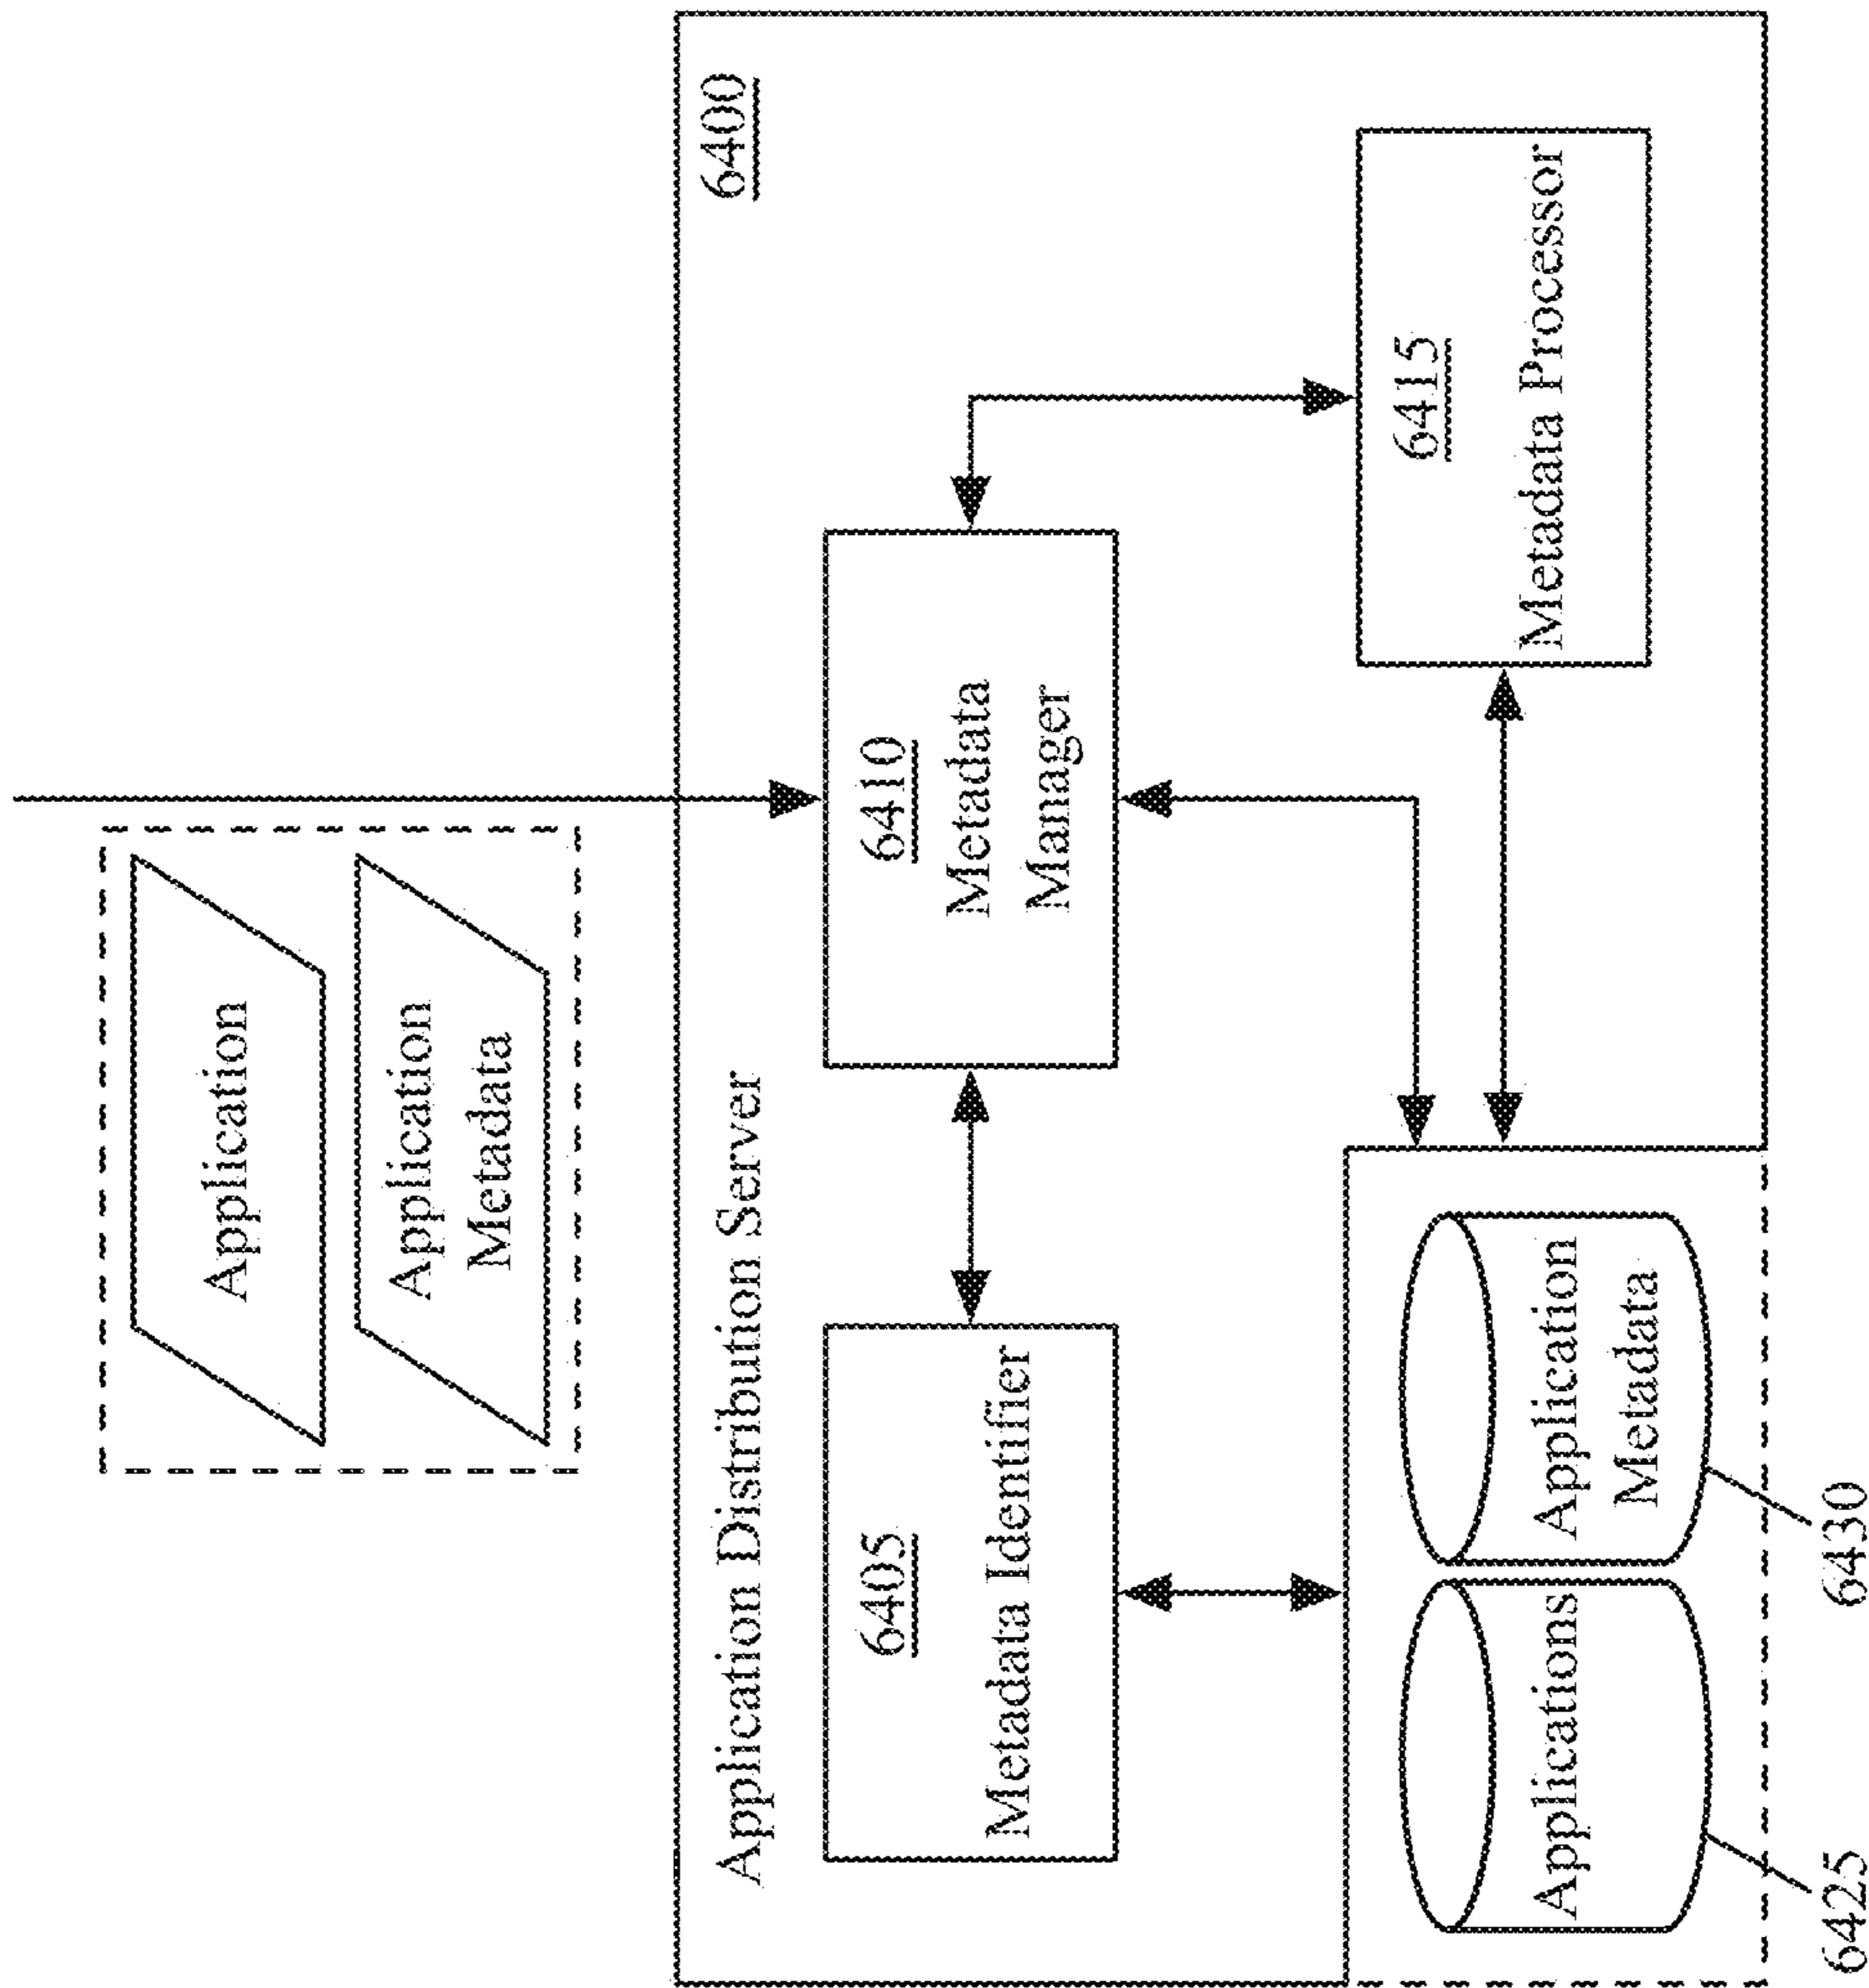 Application
Application
Metadata
Application Distribution Server
6400
6405
Metadata Identifier
6410
Metadata
Manager
6415
Metadata Processor
Applications
Application
Metadata
6425
6430